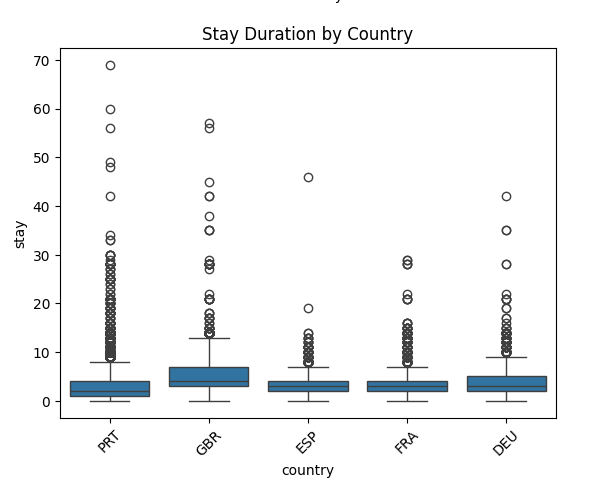 Stay Duration by Country
70
60
50
40
30
20
10
0
stay
PRT
GBR
ESP
FRA
DEU
country